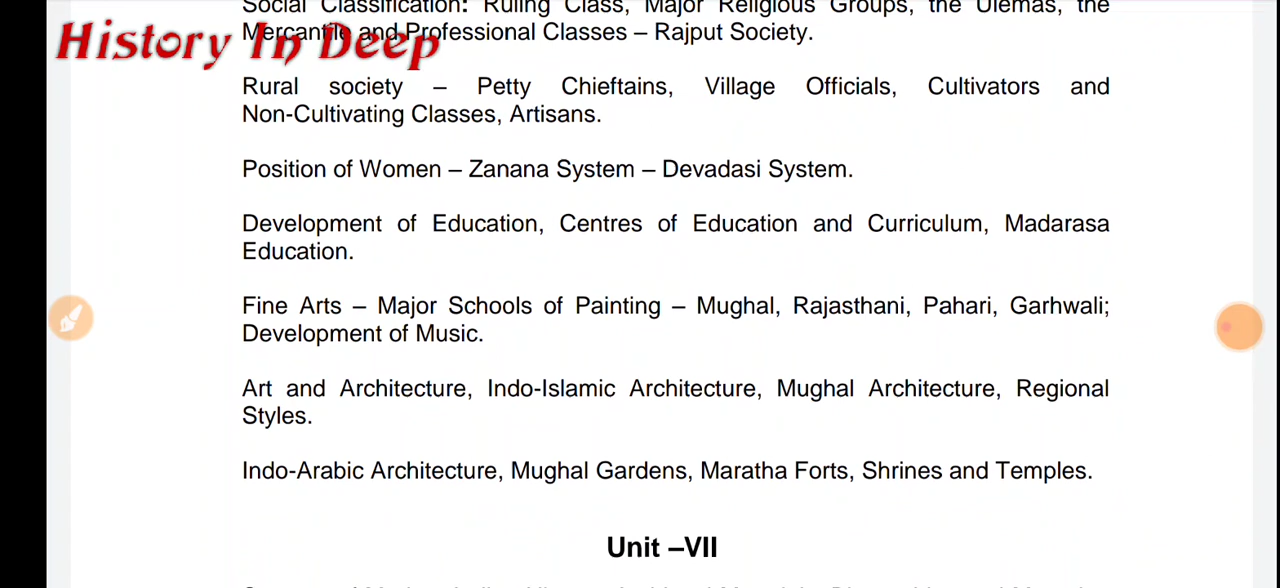 Social Classification: Ruling Class, Major Religious Groups, the Ulemas, the
History In Deep
Mercantile and Professional Classes – Rajput Society.
Rural society – Petty Chieftains, Village Officials, Cultivators and
Non-Cultivating Classes, Artisans.
Position of Women – Zanana System – Devadasi System.
Development of Education, Centres of Education and Curriculum, Madarasa
Education.
Fine Arts – Major Schools of Painting – Mughal, Rajasthani, Pahari, Garhwali;
Development of Music.
Art and Architecture, Indo-Islamic Architecture, Mughal Architecture, Regional
Styles.
Indo-Arabic Architecture, Mughal Gardens, Maratha Forts, Shrines and Temples.
Unit –VII